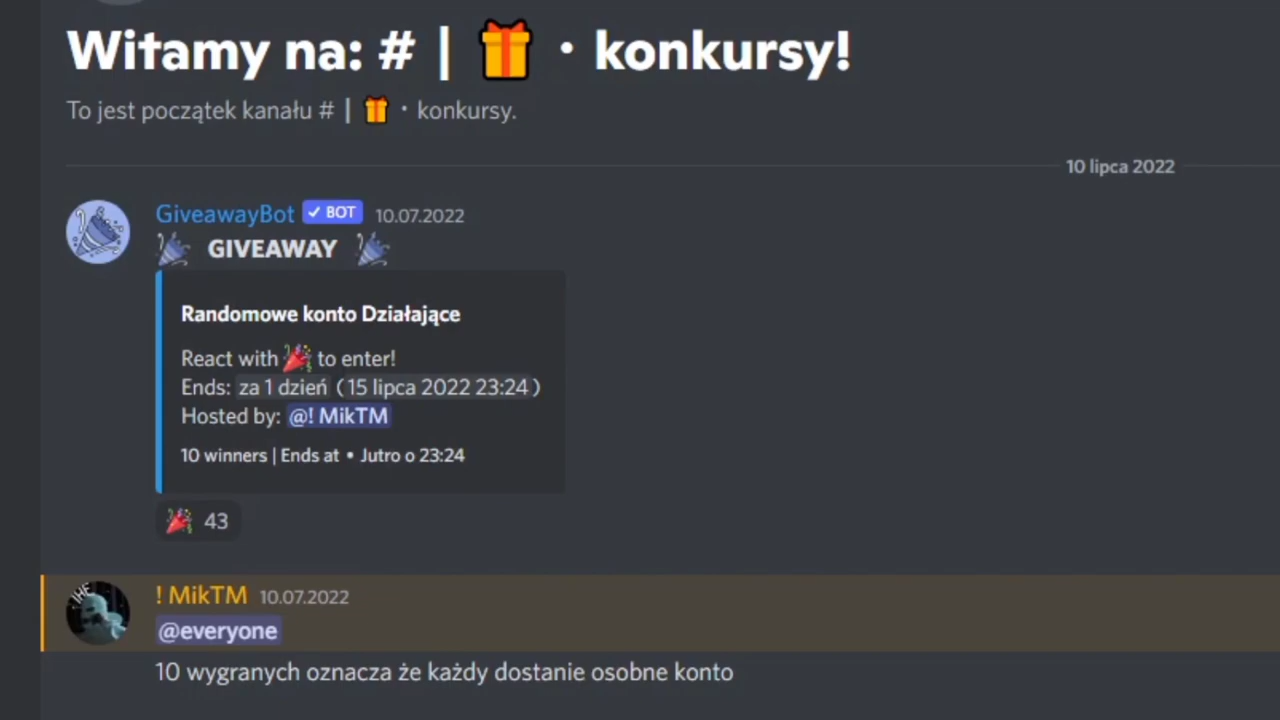 Witamy na: # | 🎁 · konkursy!
To jest początek kanału # | 🎁 · konkursy.
10 lipca 2022
GiveawayBot ✓ BOT 10.07.2022
🎉 GIVEAWAY 🎉
Randomowe konto Działające
React with 🎉 to enter!
Ends: za 1 dzień (15 lipca 2022 23:24)
Hosted by: @! MikTM
10 winners | Ends at • Jutro o 23:24
🎉 43
! MikTM 10.07.2022
@everyone
10 wygranych oznacza że każdy dostanie osobne konto